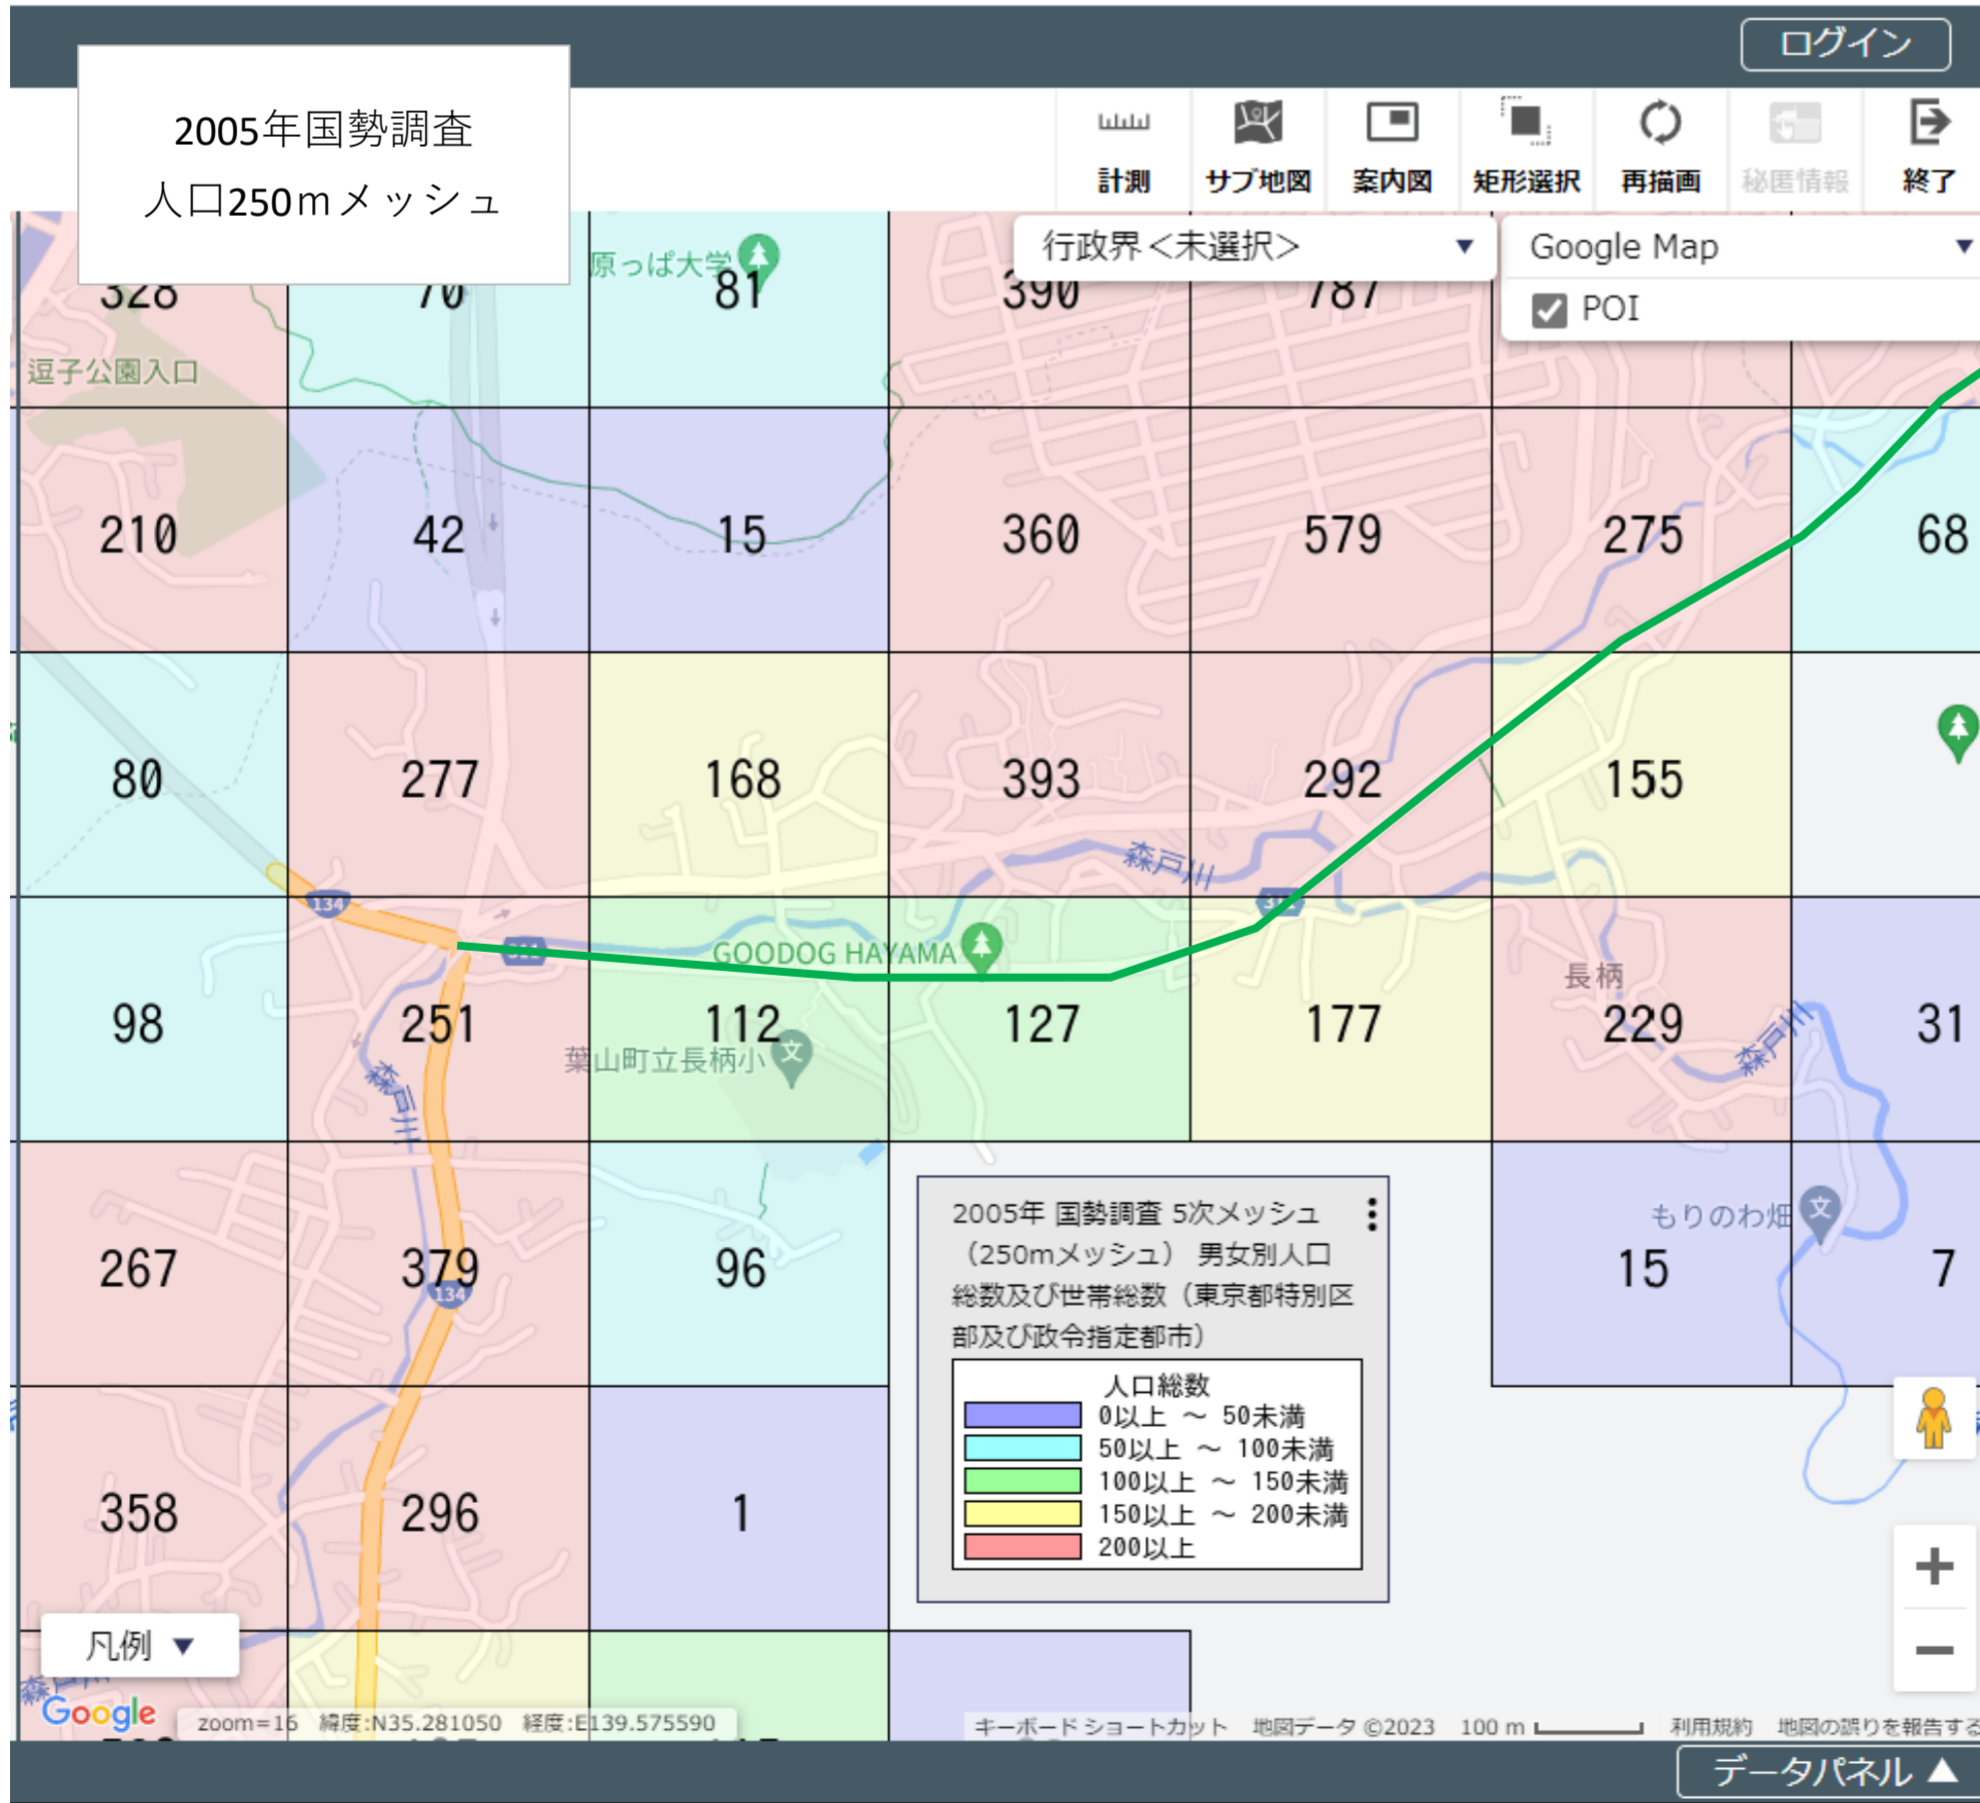 ログイン
2005年国勢調査
人口250ｍメッシュ
計測
サブ地図
案内図
矩形選択
再描画
秘匿情報
終了
行政界<未選択>
Google Map
POI
原っぱ大学
328
70
81
390
787
逗子公園入口
210
42
15
360
579
275
68
80
277
168
393
292
155
森戸川
134
311
311
GOODOG HAYAMA
長柄
98
251
112
127
177
229
31
葉山町立長柄小
森戸川
森戸川
267
379
96
134
もりのわ畑
15
7
2005年 国勢調査 5次メッシュ
（250mメッシュ） 男女別人口
総数及び世帯総数（東京都特別区
部及び政令指定都市）
人口総数
0以上 ～ 50未満
50以上 ～ 100未満
100以上 ～ 150未満
150以上 ～ 200未満
200以上
358
296
1
凡例
Google
zoom=16 緯度:N35.281050 経度:E139.575590
キーボード ショートカット 地図データ ©2023 100 m 利用規約 地図の誤りを報告する
データパネル